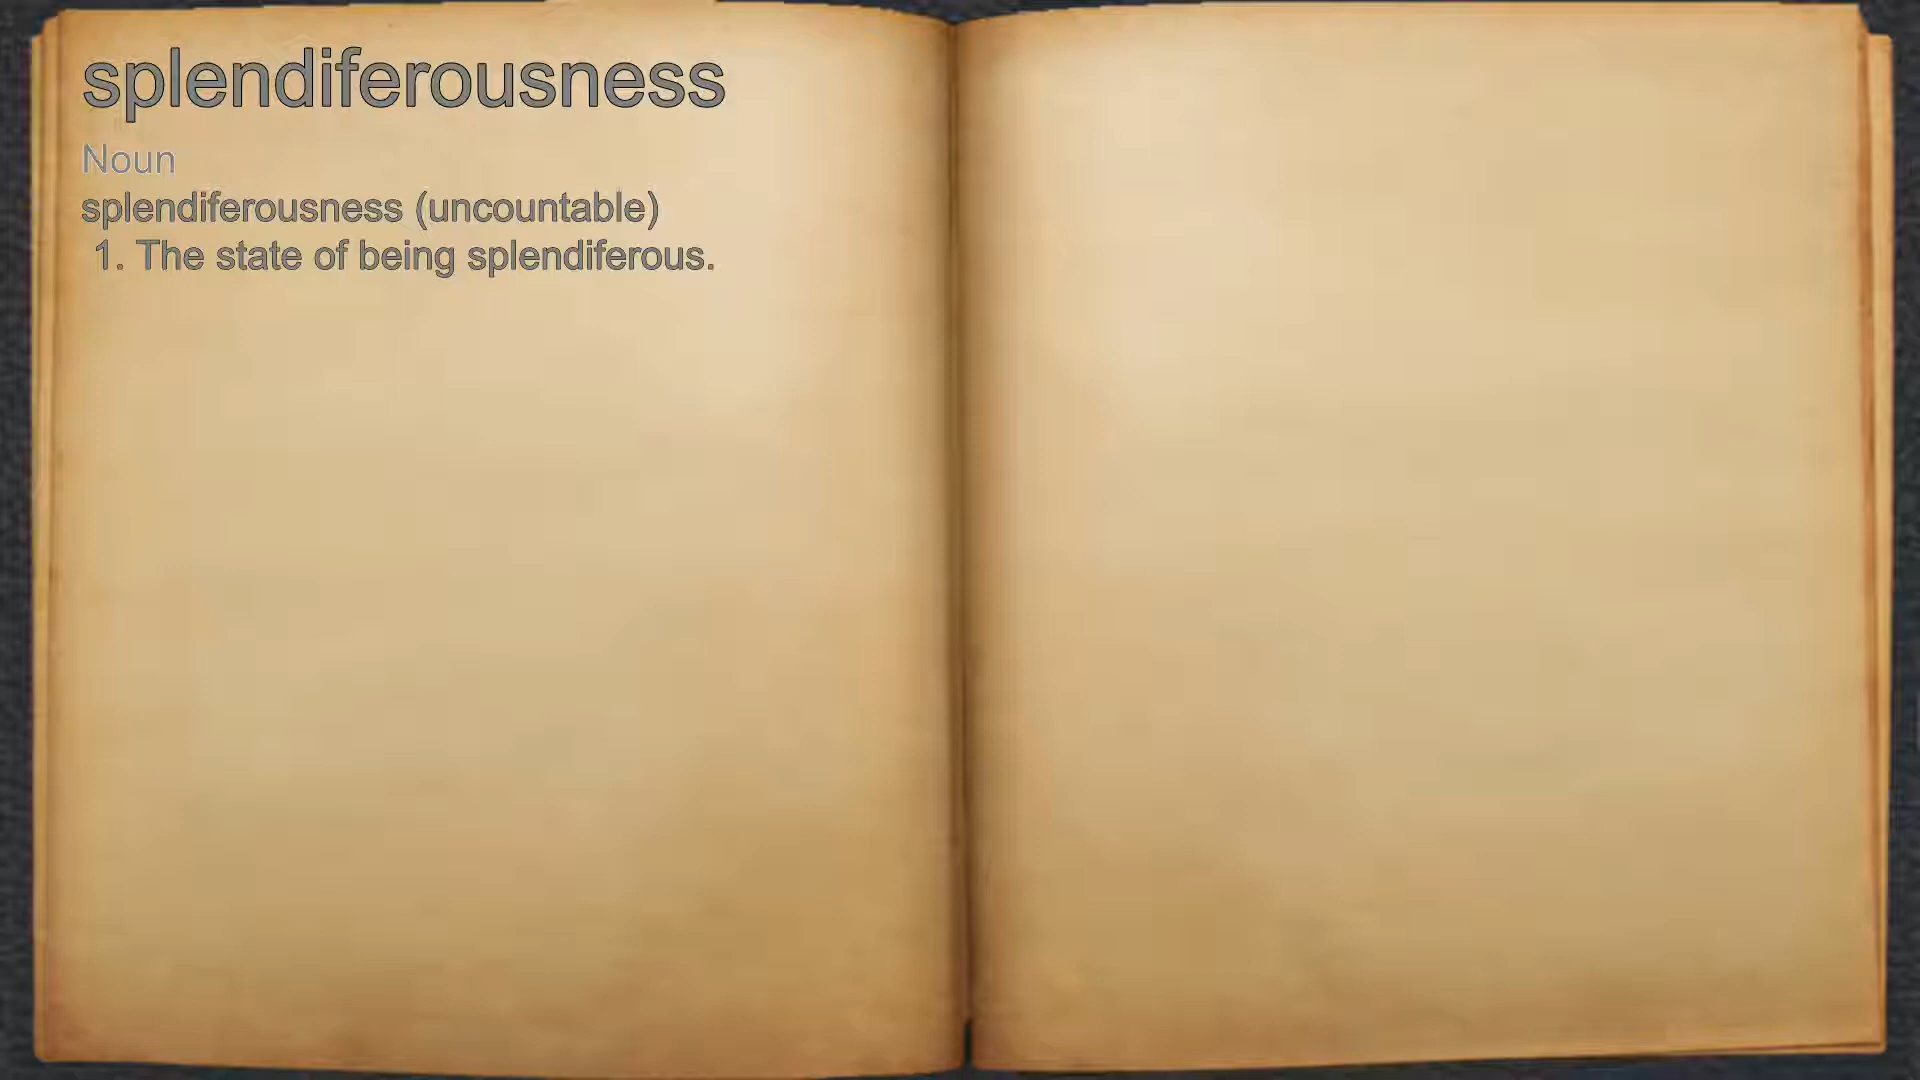 splendiferousness
Noun
splendiferousness (uncountable)
1. The state of being splendiferous.